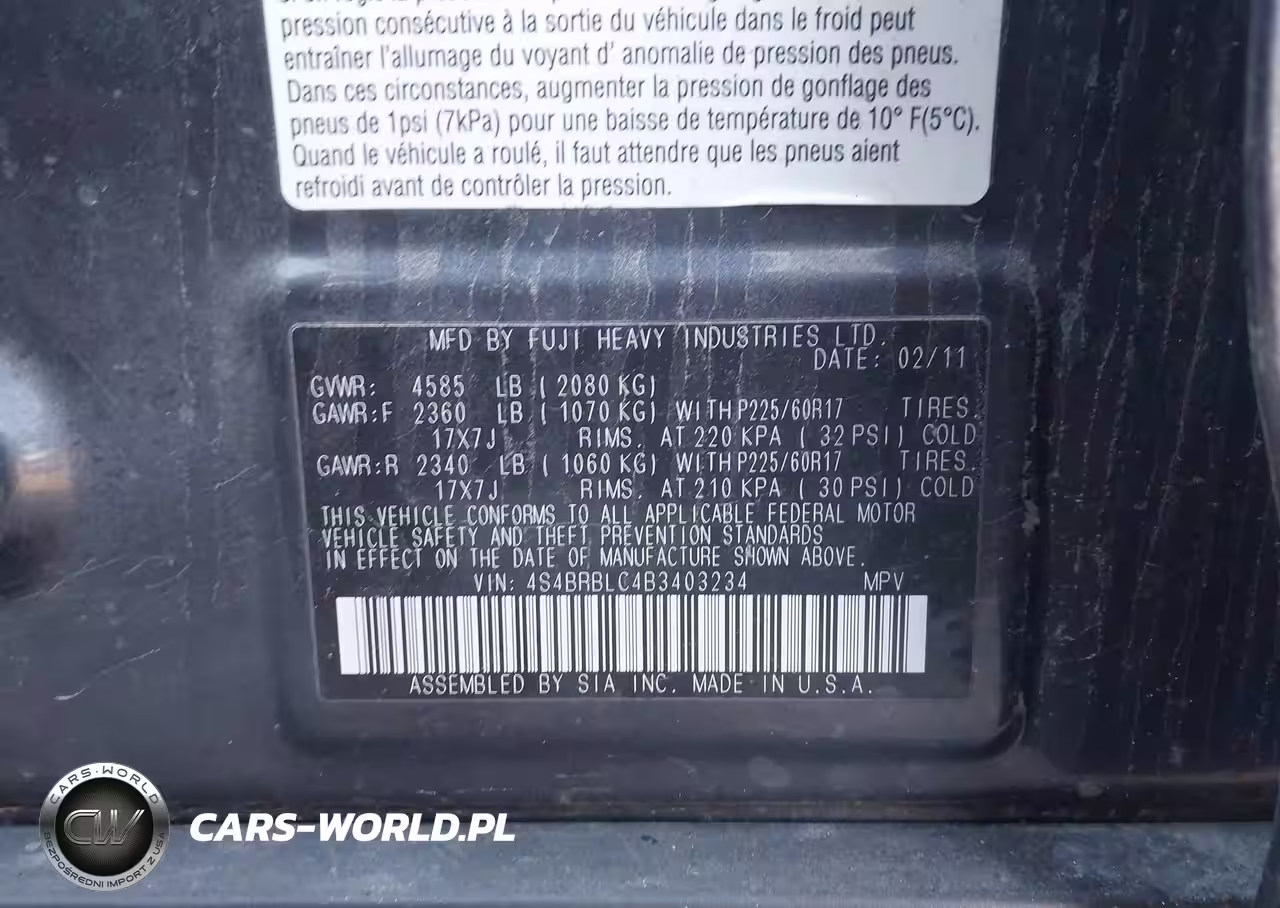 pression consécutive à la sortie du véhicule dans le froid peut
entraîner l'allumage du voyant d' anomalie de pression des pneus.
Dans ces circonstances, augmenter la pression de gonflage des
pneus de 1psi (7kPa) pour une baisse de température de 10° F(5°C).
Quand le véhicule a roulé, il faut attendre que les pneus aient
refroidi avant de contrôler la pression.
MFD BY FUJI HEAVY INDUSTRIES LTD.
DATE: 02/11
GVWR: 4585 LB ( 2080 KG)
GAWR:F 2360 LB ( 1070 KG) WITH P225/60R17 TIRES.
17X7J RIMS. AT 220 KPA ( 32 PSI) COLD
GAWR:R 2340 LB ( 1060 KG) WITH P225/60R17 TIRES.
17X7J RIMS. AT 210 KPA ( 30 PSI) COLD
THIS VEHICLE CONFORMS TO ALL APPLICABLE FEDERAL MOTOR
VEHICLE SAFETY AND THEFT PREVENTION STANDARDS
IN EFFECT ON THE DATE OF MANUFACTURE SHOWN ABOVE.
VIN: 4S4BRBLC4B3403234 MPV
ASSEMBLED BY SIA INC. MADE IN U.S.A.
CARS-WORLD
CW
BEZPOŚREDNI IMPORT Z USA
CARS-WORLD.PL